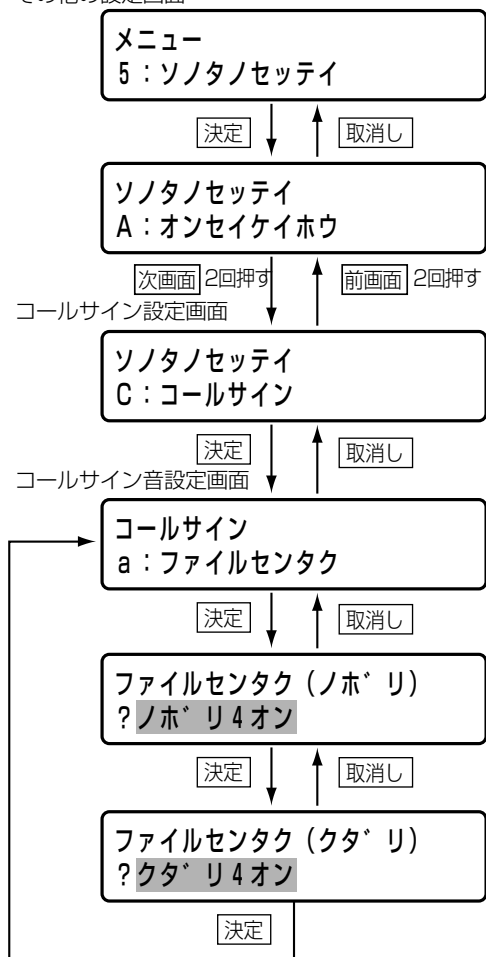 その他の設定画面
メニュー
5：ソノタノセッテイ
決定 取消し
ソノタノセッテイ
A：オンセイケイホウ
次画面 2回押す 前画面 2回押す
コールサイン設定画面
ソノタノセッテイ
C：コールサイン
決定 取消し
コールサイン音設定画面
コールサイン
a：ファイルセンタク
決定 取消し
ファイルセンタク（ノホ゛リ）
?ノホ゛リ4オン
決定 取消し
ファイルセンタク（クタ゛リ）
?クタ゛リ4オン
決定